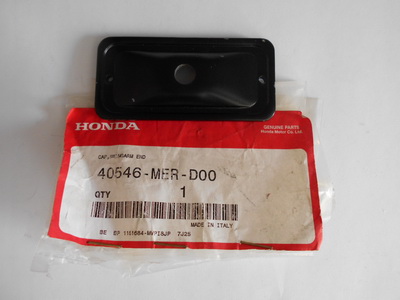 HONDA
GENUINE PARTS
Honda Motor Co., Ltd.
CAP,SWINGARM END
40546-MER-D00
QTY 1
MADE IN ITALY